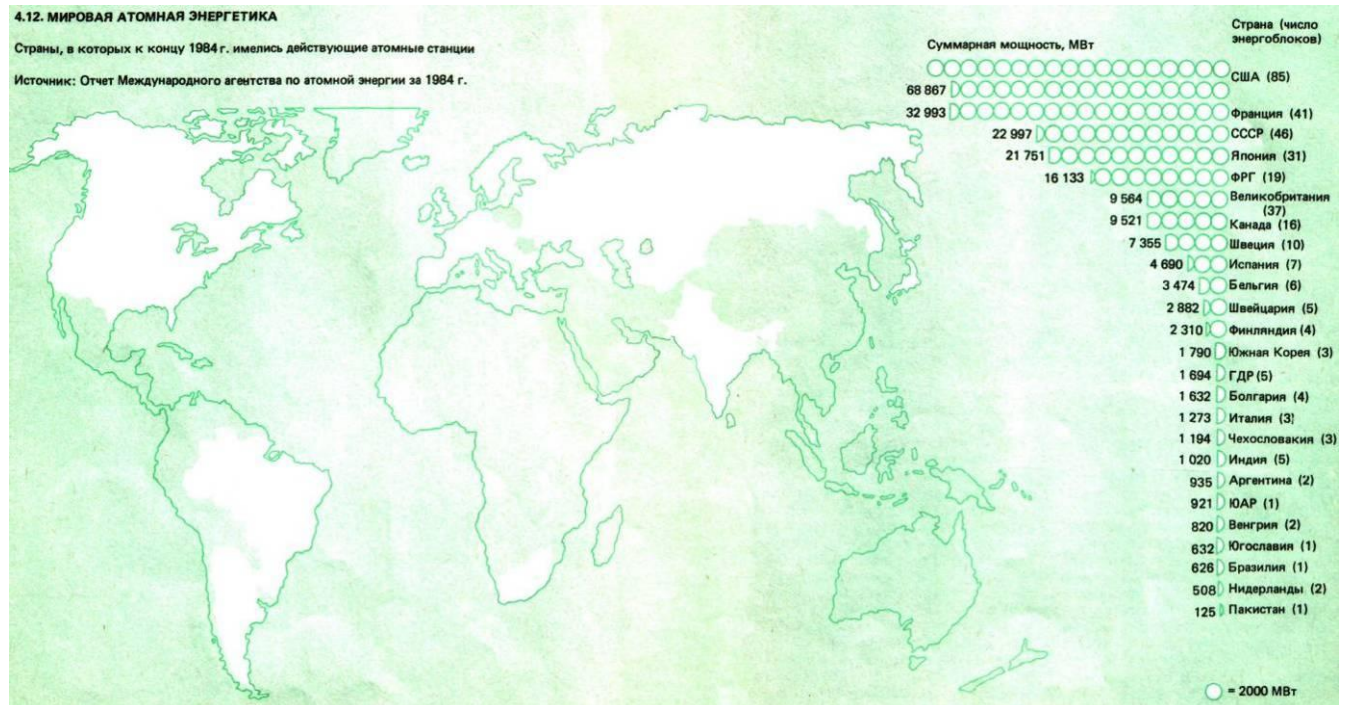 4.12. МИРОВАЯ АТОМНАЯ ЭНЕРГЕТИКА
Страны, в которых к концу 1984 г. имелись действующие атомные станции
Источник: Отчет Международного агентства по атомной энергии за 1984 г.
Суммарная мощность, МВт
Страна (число
энергоблоков)
68 867 США (85)
32 993 Франция (41)
22 997 СССР (46)
21 751 Япония (31)
16 133 ФРГ (19)
9 564 Великобритания
(37)
9 521 Канада (16)
7 355 Швеция (10)
4 690 Испания (7)
3 474 Бельгия (6)
2 882 Швейцария (5)
2 310 Финляндия (4)
1 790 Южная Корея (3)
1 694 ГДР (5)
1 632 Болгария (4)
1 273 Италия (3)
1 194 Чехословакия (3)
1 020 Индия (5)
935 Аргентина (2)
921 ЮАР (1)
820 Венгрия (2)
632 Югославия (1)
626 Бразилия (1)
508 Нидерланды (2)
125 Пакистан (1)
= 2000 МВт